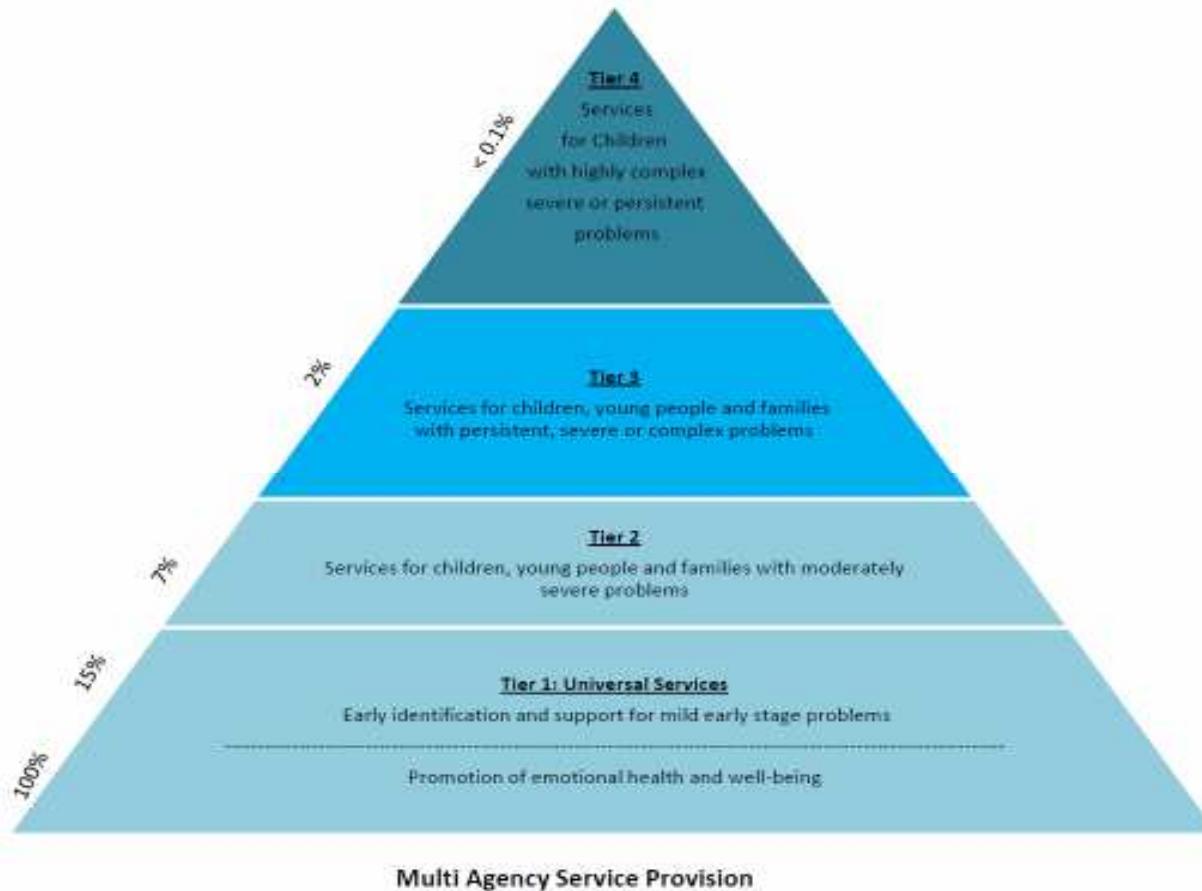 Tier 4
Services
for Children
with highly complex
severe or persistent
problems
< 0.1%
2%
Tier 3
Services for children, young people and families
with persistent, severe or complex problems
7%
Tier 2
Services for children, young people and families with moderately
severe problems
15%
Tier 1: Universal Services
Early identification and support for mild early stage problems
100%
Promotion of emotional health and well-being
Multi Agency Service Provision